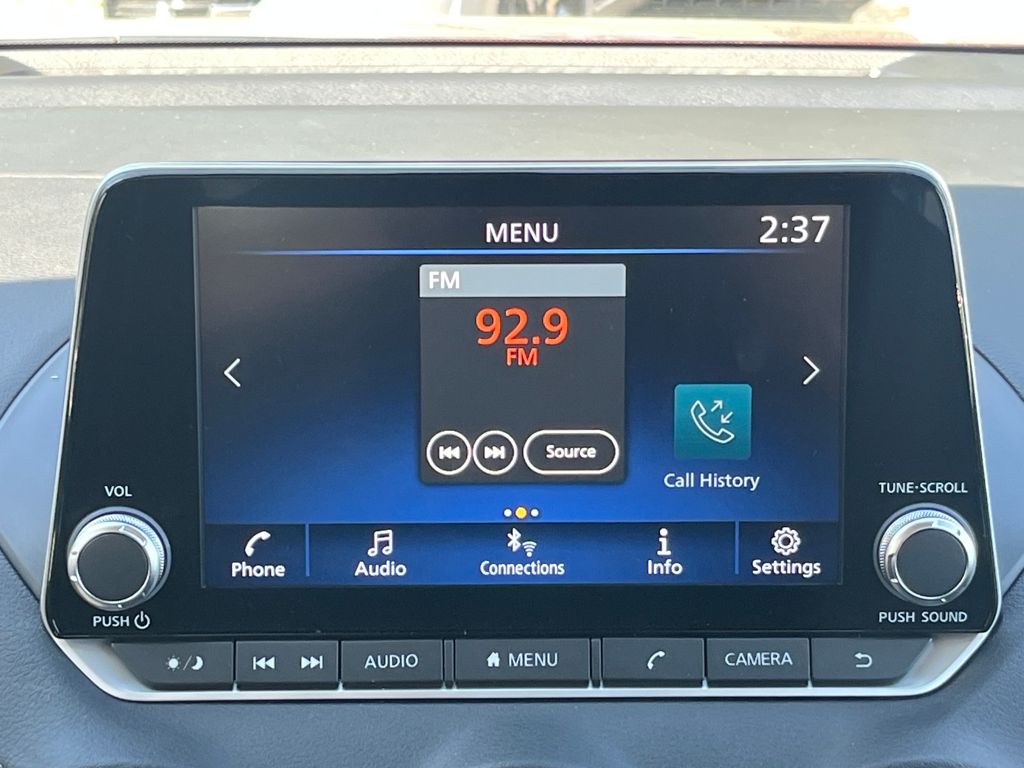 MENU
2:37
FM
92.9
FM
Source
Call History
VOL
TUNE·SCROLL
Phone
Audio
Connections
Info
Settings
PUSH
PUSH SOUND
AUDIO
MENU
CAMERA